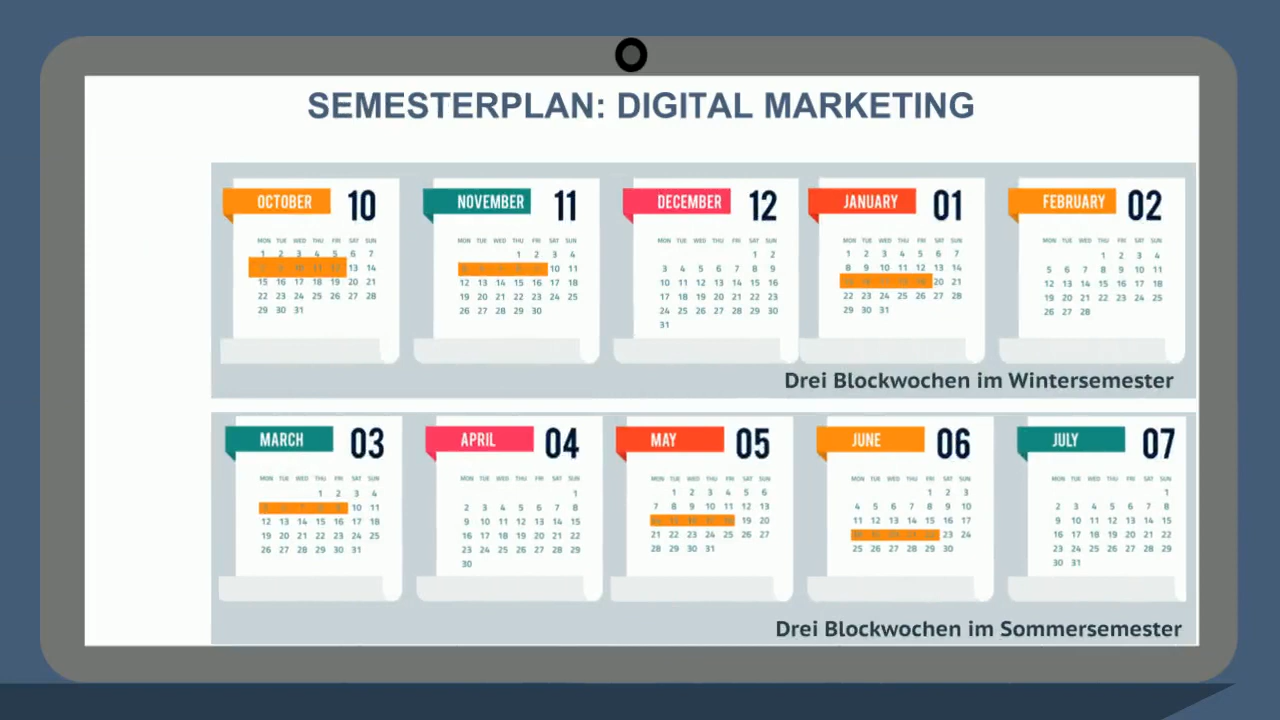 SEMESTERPLAN: DIGITAL MARKETING
OCTOBER 10
MON TUE WED THU FRI SAT SUN
1 2 3 4 5 6 7
13 14
15 16 17 18 19 20 21
22 23 24 25 26 27 28
29 30 31
NOVEMBER 11
MON TUE WED THU FRI SAT SUN
1 2 3 4
10 11
12 13 14 15 16 17 18
19 20 21 22 23 24 25
26 27 28 29 30
DECEMBER 12
MON TUE WED THU FRI SAT SUN
1 2
3 4 5 6 7 8 9
10 11 12 13 14 15 16
17 18 19 20 21 22 23
24 25 26 27 28 29 30
31
JANUARY 01
MON TUE WED THU FRI SAT SUN
1 2 3 4 5 6 7
8 9 10 11 12 13 14
20 21
22 23 24 25 26 27 28
29 30 31
FEBRUARY 02
MON TUE WED THU FRI SAT SUN
1 2 3 4
5 6 7 8 9 10 11
12 13 14 15 16 17 18
19 20 21 22 23 24 25
26 27 28
Drei Blockwochen im Wintersemester
MARCH 03
MON TUE WED THU FRI SAT SUN
1 2 3 4
10 11
12 13 14 15 16 17 18
19 20 21 22 23 24 25
26 27 28 29 30 31
APRIL 04
MON TUE WED THU FRI SAT SUN
1
2 3 4 5 6 7 8
9 10 11 12 13 14 15
16 17 18 19 20 21 22
23 24 25 26 27 28 29
30
MAY 05
MON TUE WED THU FRI SAT SUN
1 2 3 4 5 6
7 8 9 10 11 12 13
19 20
21 22 23 24 25 26 27
28 29 30 31
JUNE 06
MON TUE WED THU FRI SAT SUN
1 2 3
4 5 6 7 8 9 10
11 12 13 14 15 16 17
23 24
25 26 27 28 29 30
JULY 07
MON TUE WED THU FRI SAT SUN
1
2 3 4 5 6 7 8
9 10 11 12 13 14 15
16 17 18 19 20 21 22
23 24 25 26 27 28 29
30 31
Drei Blockwochen im Sommersemester